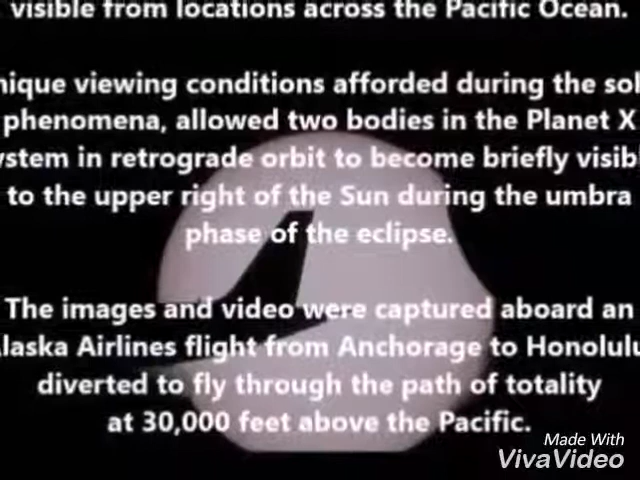 visible from locations across the Pacific Ocean.
nique viewing conditions afforded during the sol
phenomena, allowed two bodies in the Planet X
ystem in retrograde orbit to become briefly visib
to the upper right of the Sun during the umbra
phase of the eclipse.
The images and video were captured aboard an
laska Airlines flight from Anchorage to Honolulu
diverted to fly through the path of totality
at 30,000 feet above the Pacific.
Made With
VivaVideo